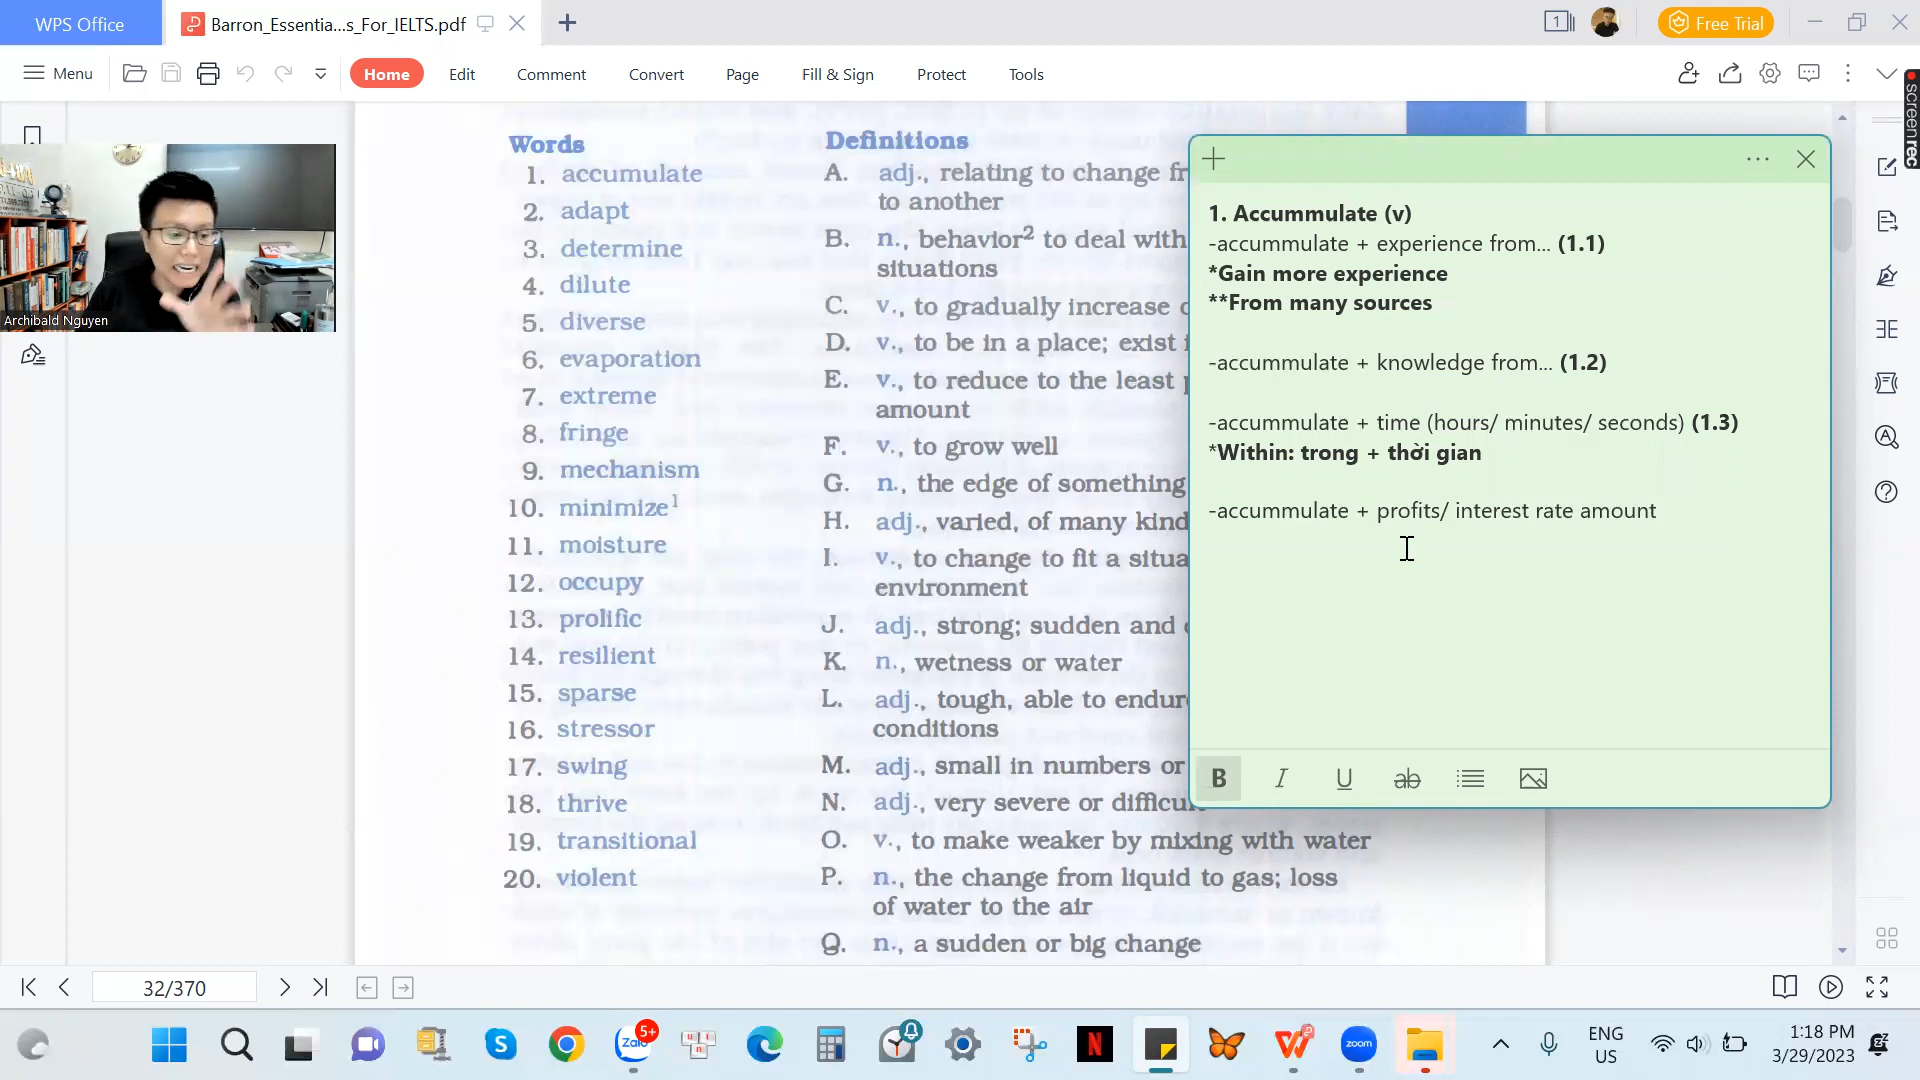 WPS Office
Barron_Essentia...s_For_IELTS.pdf
1
Free Trial
Menu
Home
Edit
Comment
Convert
Page
Fill & Sign
Protect
Tools
screenrec
Archibald Nguyen
Words
1. accumulate
2. adapt
3. determine
4. dilute
5. diverse
6. evaporation
7. extreme
8. fringe
9. mechanism
10. minimize¹
11. moisture
12. occupy
13. prolific
14. resilient
15. sparse
16. stressor
17. swing
18. thrive
19. transitional
20. violent
Definitions
A. adj., relating to change
to another
B. n., behavior² to deal with
situations
C. v., to gradually increase
D. v., to be in a place; exist
E. v., to reduce to the least
amount
F. v., to grow well
G. n., the edge of something
H. adj., varied, of many
I. v., to change to fit a
environment
J. adj., strong; sudden and
K. n., wetness or water
L. adj., tough, able to
conditions
M. adj., small in numbers or
N. adj., very severe or
O. v., to make weaker by mixing with water
P. n., the change from liquid to gas; loss
of water to the air
Q. n., a sudden or big change
1. Accummulate (v)
-accummulate + experience from... (1.1)
*Gain more experience
**From many sources
-accummulate + knowledge from... (1.2)
-accummulate + time (hours/ minutes/ seconds) (1.3)
*Within: trong + thời gian
-accummulate + profits/ interest rate amount
B I U ab
32/370
5+
Zalo
S
N
zoom
ENG
US
1:18 PM
3/29/2023